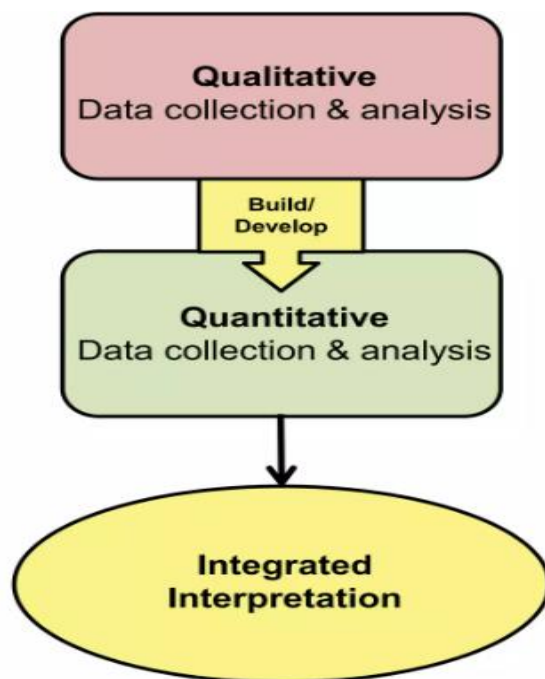 Qualitative
Data collection & analysis
Build/
Develop
Quantitative
Data collection & analysis
Integrated
Interpretation